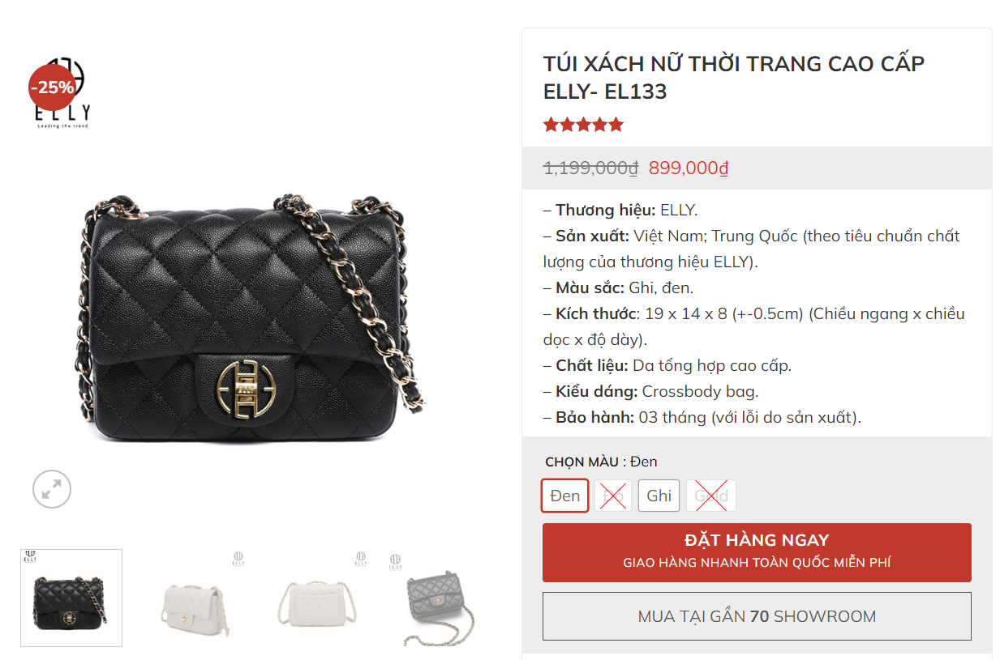 -25%
ELLY
Leading the trend
ELLY
TÚI XÁCH NỮ THỜI TRANG CAO CẤP
ELLY- EL133
1,199,000₫ 899,000₫
– Thương hiệu: ELLY.
– Sản xuất: Việt Nam; Trung Quốc (theo tiêu chuẩn chất
lượng của thương hiệu ELLY).
– Màu sắc: Ghi, đen.
– Kích thước: 19 x 14 x 8 (+-0.5cm) (Chiều ngang x chiều
dọc x độ dày).
– Chất liệu: Da tổng hợp cao cấp.
– Kiểu dáng: Crossbody bag.
– Bảo hành: 03 tháng (với lỗi do sản xuất).
CHỌN MÀU : Đen
Đen Đỏ Ghi Gold
ĐẶT HÀNG NGAY
GIAO HÀNG NHANH TOÀN QUỐC MIỄN PHÍ
MUA TẠI GẦN 70 SHOWROOM
ELLY
ELLY
ELLY
ELLY